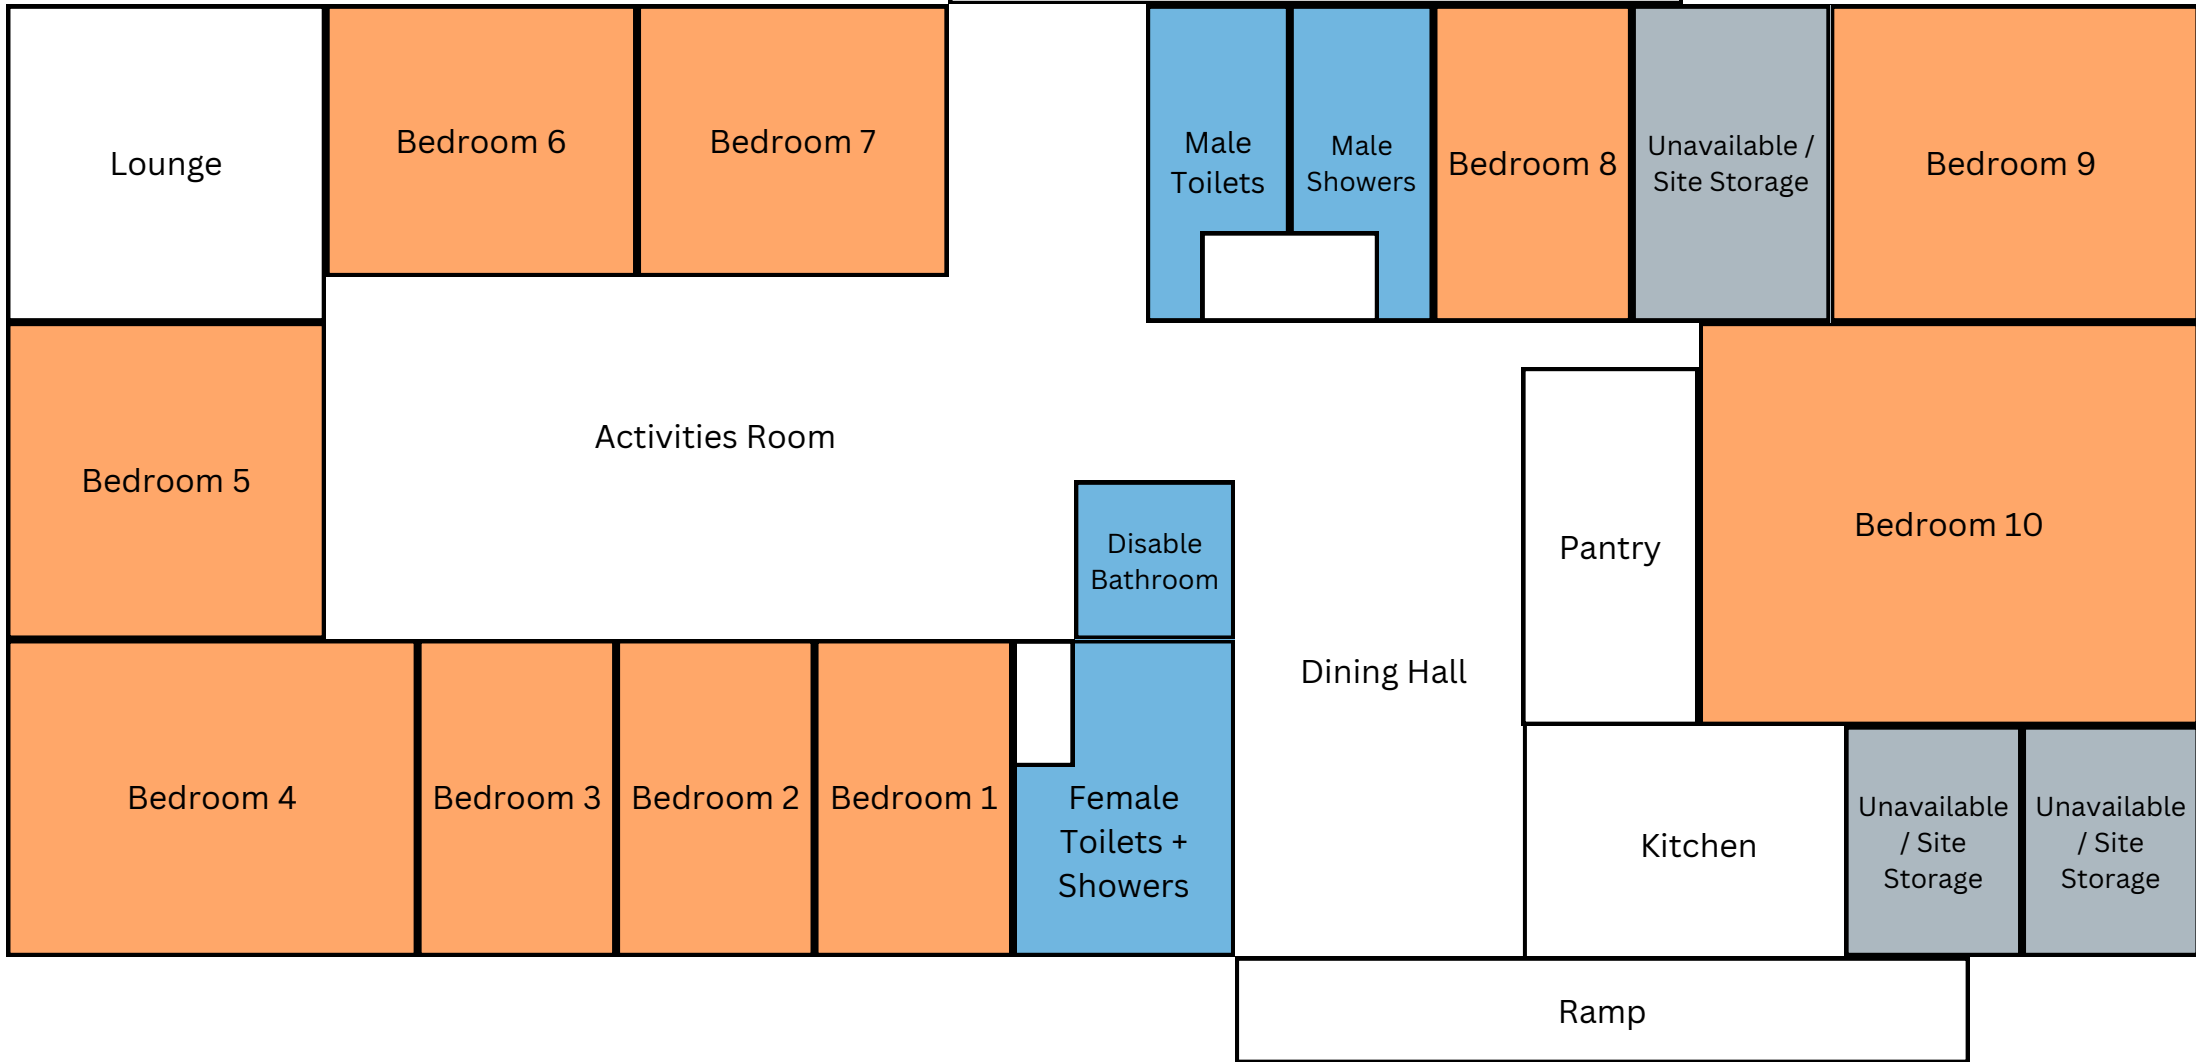 Lounge
Bedroom 6
Bedroom 7
Male
Toilets
Male
Showers
Bedroom 8
Unavailable /
Site Storage
Bedroom 9
Bedroom 5
Activities Room
Disable
Bathroom
Pantry
Bedroom 10
Dining Hall
Bedroom 4
Bedroom 3
Bedroom 2
Bedroom 1
Female
Toilets +
Showers
Kitchen
Unavailable
/ Site
Storage
Unavailable
/ Site
Storage
Ramp